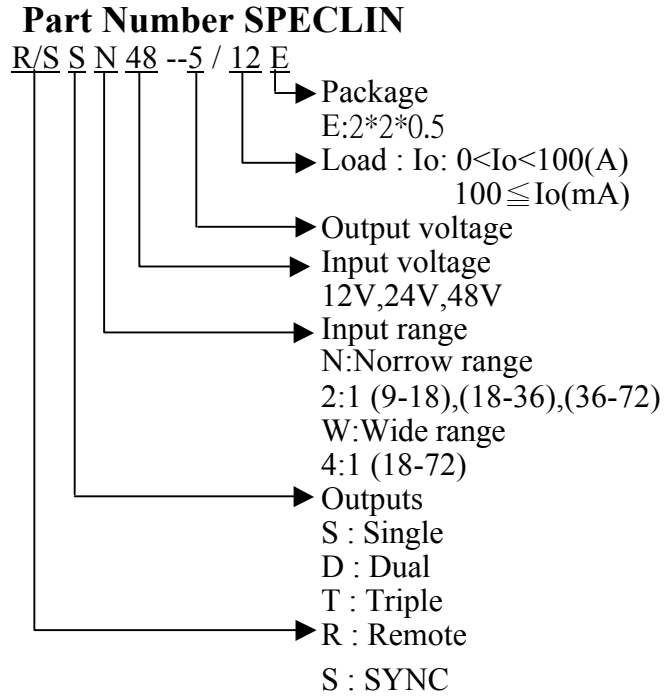 Part Number SPECLIN
R/S S N 48 --5 / 12 E
Package
E:2*2*0.5
Load : Io: 0<Io<100(A)
100≦Io(mA)
Output voltage
Input voltage
12V,24V,48V
Input range
N:Norrow range
2:1 (9-18),(18-36),(36-72)
W:Wide range
4:1 (18-72)
Outputs
S : Single
D : Dual
T : Triple
R : Remote
S : SYNC